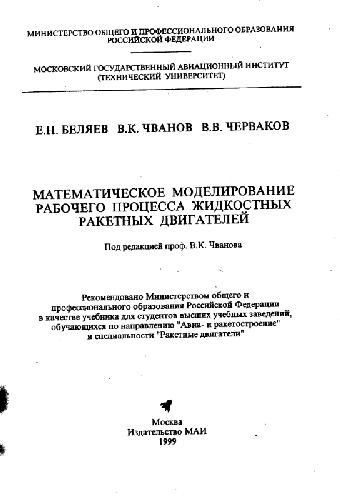 МИНИСТЕРСТВО ОБЩЕГО И ПРОФЕССИОНАЛЬНОГО ОБРАЗОВАНИЯ
РОССИЙСКОЙ ФЕДЕРАЦИИ
МОСКОВСКИЙ ГОСУДАРСТВЕННЫЙ АВИАЦИОННЫЙ ИНСТИТУТ
(ТЕХНИЧЕСКИЙ УНИВЕРСИТЕТ)
Е.Н. БЕЛЯЕВ В.К. ЧВАНОВ В.В. ЧЕРВАКОВ
МАТЕМАТИЧЕСКОЕ МОДЕЛИРОВАНИЕ
РАБОЧЕГО ПРОЦЕССА ЖИДКОСТНЫХ
РАКЕТНЫХ ДВИГАТЕЛЕЙ
Под редакцией проф. В.К. Чванова
Рекомендовано Министерством общего и
профессионального образования Российской Федерации
в качестве учебника для студентов высших учебных заведений,
обучающихся по направлению "Авиа- и ракетостроение"
и специальности "Ракетные двигатели"
Москва
Издательство МАИ
1999